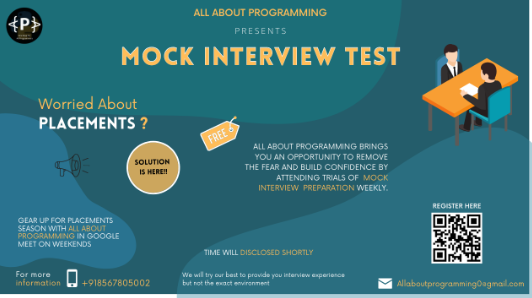 ALL ABOUT PROGRAMMING
PRESENTS
MOCK INTERVIEW TEST
{P}
Worried About
PLACEMENTS ?
FREE
SOLUTION
IS HERE!!
ALL ABOUT PROGRAMMING BRINGS
YOU AN OPPORTUNITY TO REMOVE
THE FEAR AND BUILD CONFIDENCE BY
ATTENDING TRIALS OF MOCK
INTERVIEW PREPARATION WEEKLY.
REGISTER HERE
GEAR UP FOR PLACEMENTS
SEASON WITH ALL ABOUT
PROGRAMMING IN GOOGLE
MEET ON WEEKENDS
TIME WILL DISCLOSED SHORTLY
For more
information
+918567805002
We will try our best to provide you interview experience
but not the exact environment
Allaboutprogramming0@gmail.com